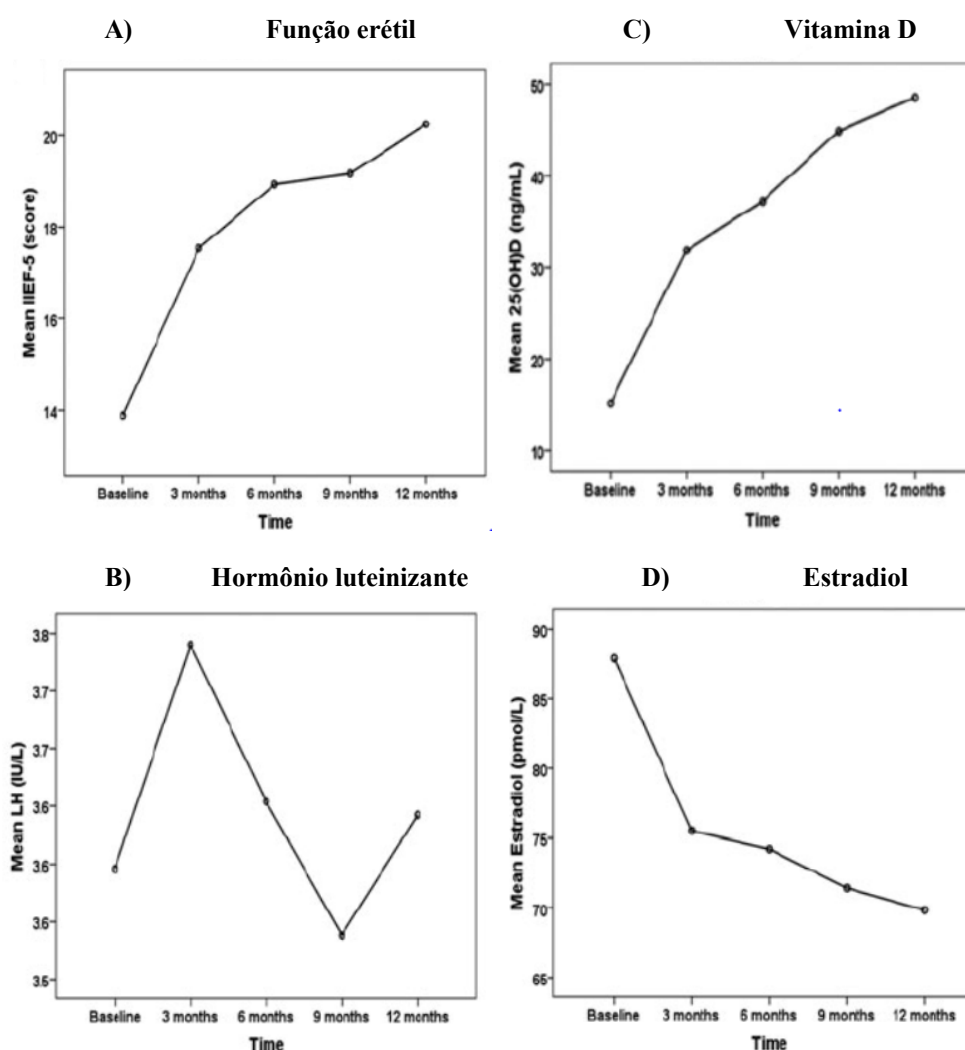 A) Função erétil
Mean IIEF-5 (score)
20
18
16
14
Baseline 3 months 6 months 9 months 12 months
Time
C) Vitamina D
Mean 25(OH)D (ng/mL)
50
40
30
20
10
Baseline 3 months 6 months 9 months 12 months
Time
B) Hormônio luteinizante
Mean LH (IU/L)
3.8
3.7
3.7
3.6
3.6
3.6
3.5
Baseline 3 months 6 months 9 months 12 months
Time
D) Estradiol
Mean Estradiol (pmol/L)
90
85
80
75
70
65
Baseline 3 months 6 months 9 months 12 months
Time